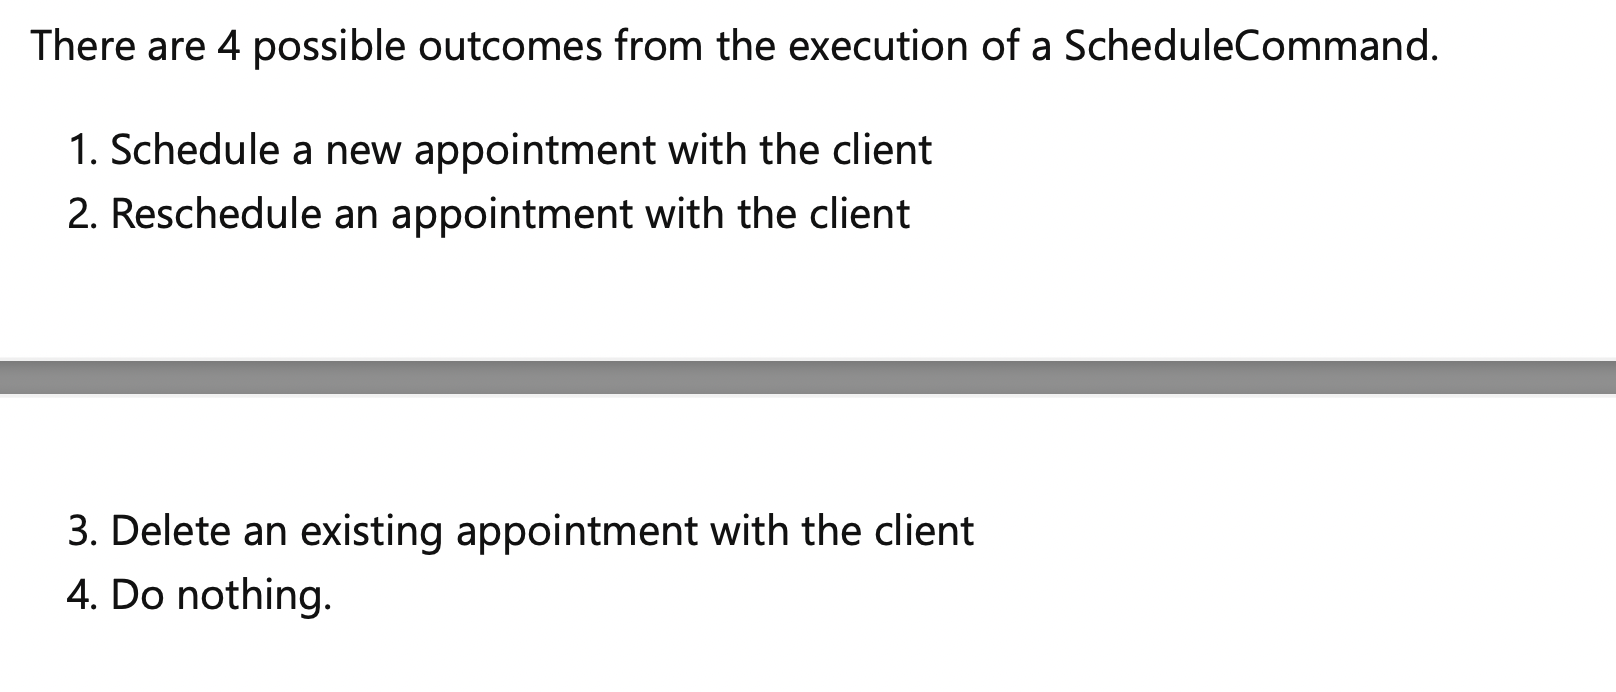 There are 4 possible outcomes from the execution of a ScheduleCommand.
1. Schedule a new appointment with the client
2. Reschedule an appointment with the client
3. Delete an existing appointment with the client
4. Do nothing.